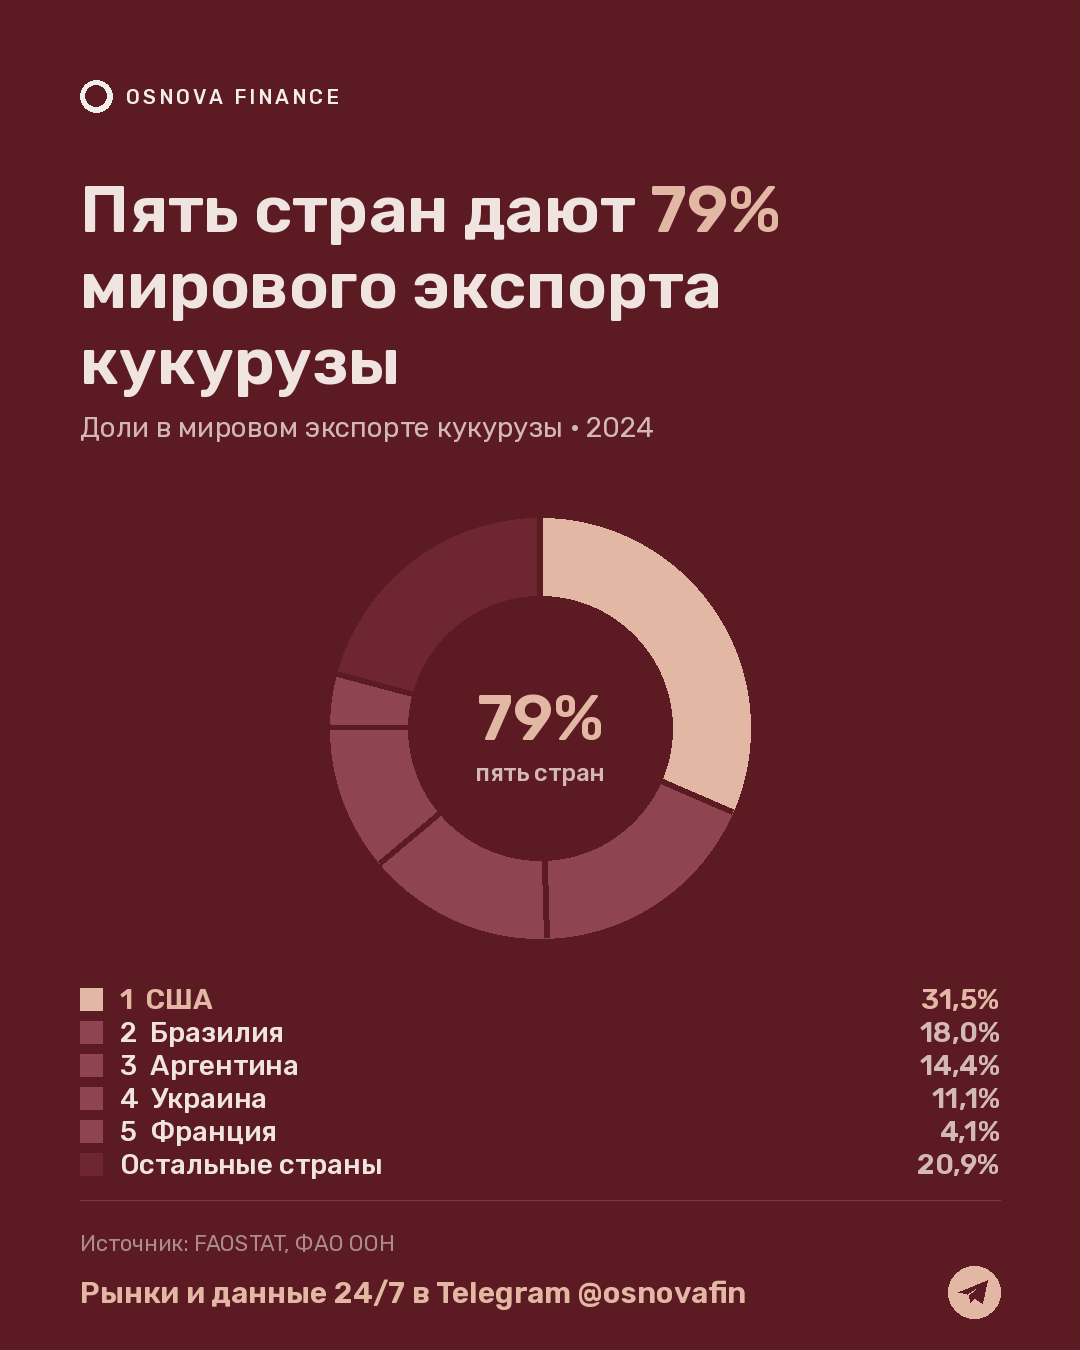 OSNOVA FINANCE
Пять стран дают 79%
мирового экспорта
кукурузы
Доли в мировом экспорте кукурузы • 2024
79%
пять стран
1 США 31,5%
2 Бразилия 18,0%
3 Аргентина 14,4%
4 Украина 11,1%
5 Франция 4,1%
Остальные страны 20,9%
Источник: FAOSTAT, ФАО ООН
Рынки и данные 24/7 в Telegram @osnovafin